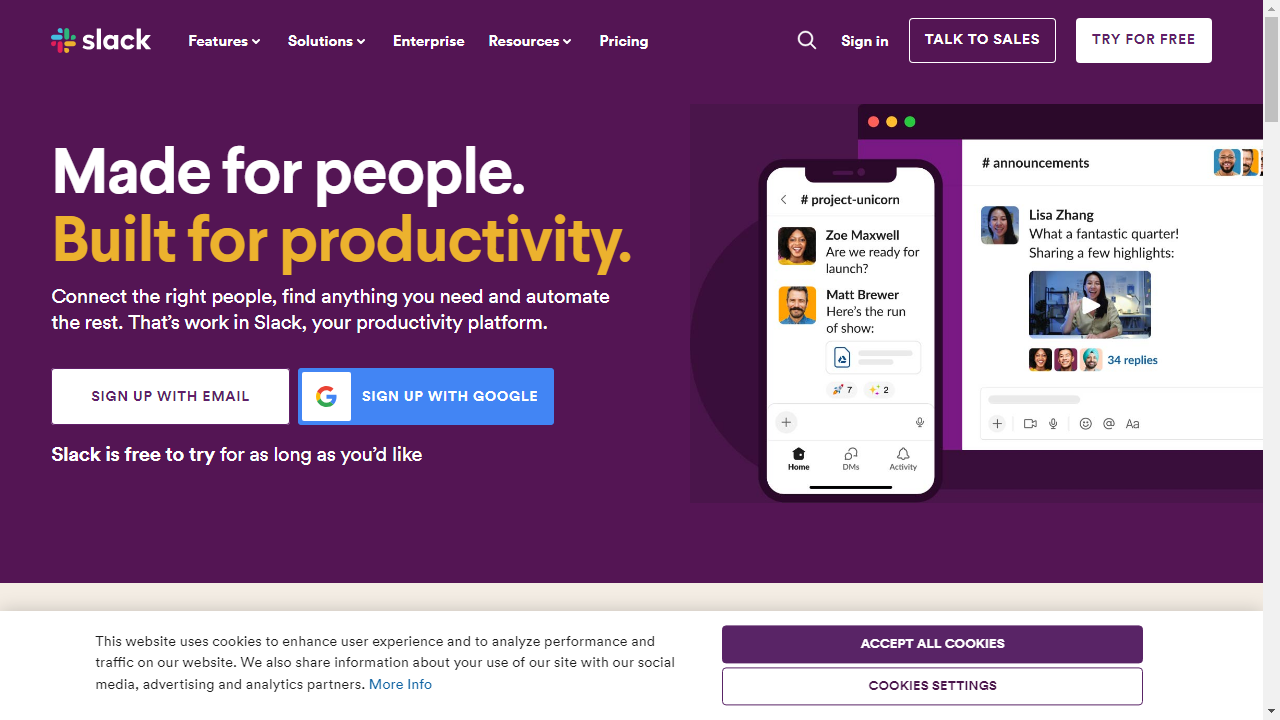 slack
Features
Solutions
Enterprise
Resources
Pricing
Sign in
TALK TO SALES
TRY FOR FREE
Made for people.
Built for productivity.
Connect the right people, find anything you need and automate
the rest. That’s work in Slack, your productivity platform.
SIGN UP WITH EMAIL
G SIGN UP WITH GOOGLE
Slack is free to try for as long as you’d like
# project-unicorn
Zoe Maxwell
Are we ready for
launch?
Matt Brewer
Here’s the run
of show:
7
2
Home
DMs
Activity
# announcements
Lisa Zhang
What a fantastic quarter!
Sharing a few highlights:
34 replies
@ Aa
This website uses cookies to enhance user experience and to analyze performance and
traffic on our website. We also share information about your use of our site with our social
media, advertising and analytics partners. More Info
ACCEPT ALL COOKIES
COOKIES SETTINGS